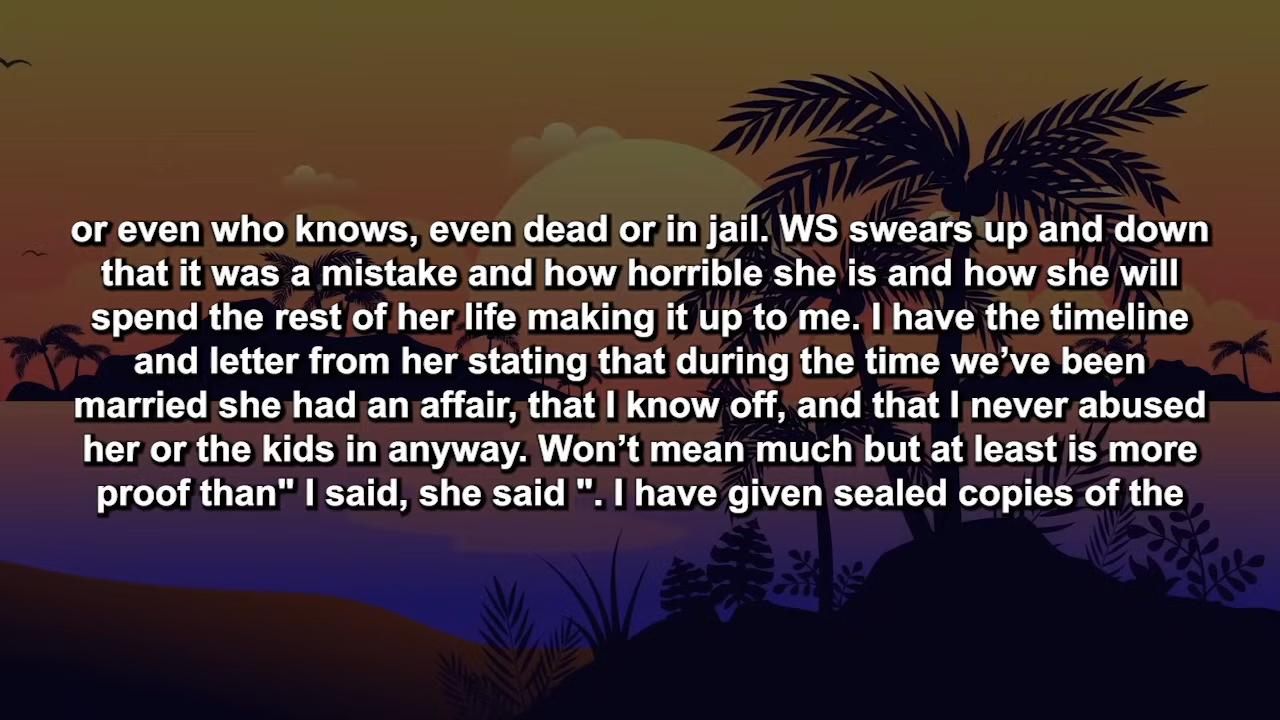 or even who knows, even dead or in jail. WS swears up and down
that it was a mistake and how horrible she is and how she will
spend the rest of her life making it up to me. I have the timeline
and letter from her stating that during the time we’ve been
married she had an affair, that I know off, and that I never abused
her or the kids in anyway. Won’t mean much but at least is more
proof than" I said, she said ". I have given sealed copies of the